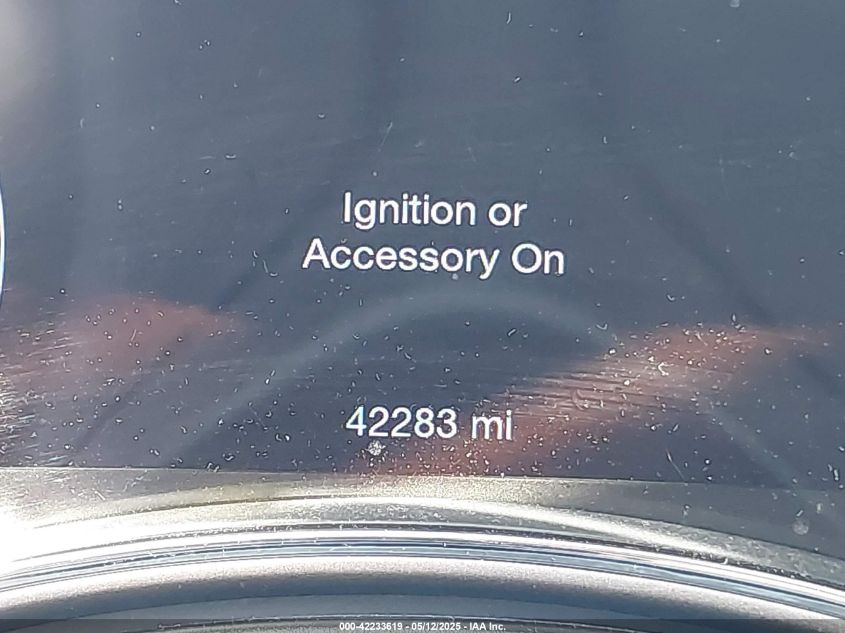 Ignition or
Accessory On
42283 mi
000-42233619 - 05/12/2025 - IAA Inc.